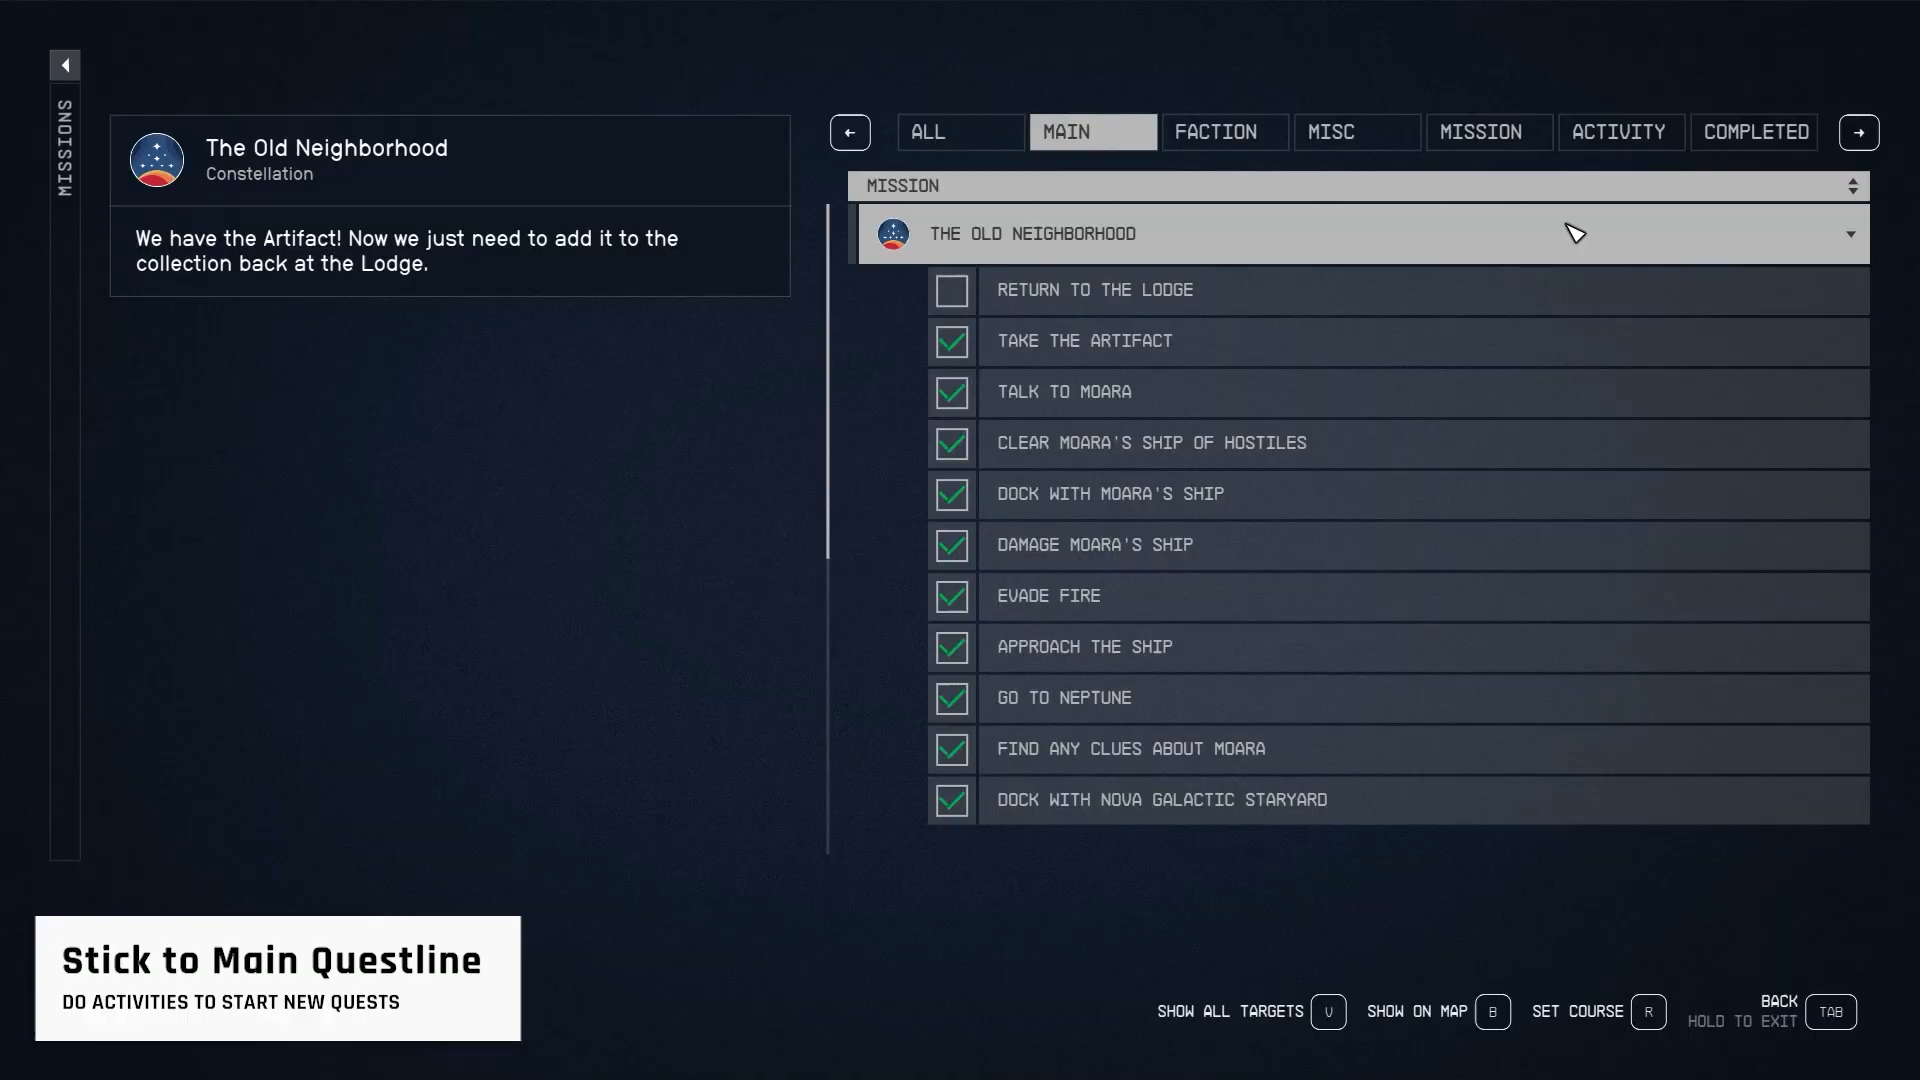 MISSIONS
The Old Neighborhood
Constellation
We have the Artifact! Now we just need to add it to the
collection back at the Lodge.
ALL
MAIN
FACTION
MISC
MISSION
ACTIVITY
COMPLETED
MISSION
THE OLD NEIGHBORHOOD
RETURN TO THE LODGE
TAKE THE ARTIFACT
TALK TO MOARA
CLEAR MOARA'S SHIP OF HOSTILES
DOCK WITH MOARA'S SHIP
DAMAGE MOARA'S SHIP
EVADE FIRE
APPROACH THE SHIP
GO TO NEPTUNE
FIND ANY CLUES ABOUT MOARA
DOCK WITH NOVA GALACTIC STARYARD
Stick to Main Questline
DO ACTIVITIES TO START NEW QUESTS
SHOW ALL TARGETS V
SHOW ON MAP B
SET COURSE R
BACK
HOLD TO EXIT
TAB